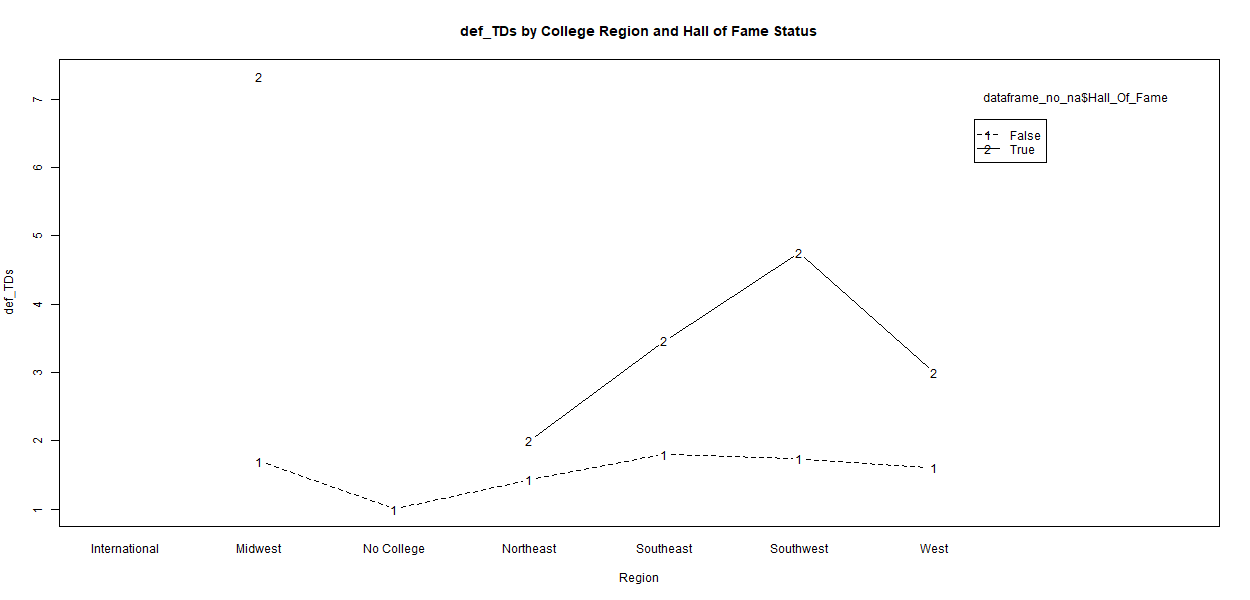 def_TDs by College Region and Hall of Fame Status
2
dataframe_no_na$Hall_Of_Fame
7
1 False
2 True
6
5
2
4
def_TDs
2
3
2
2
2
1
1
1
1
1
1
1
International Midwest No College Northeast Southeast Southwest West
Region